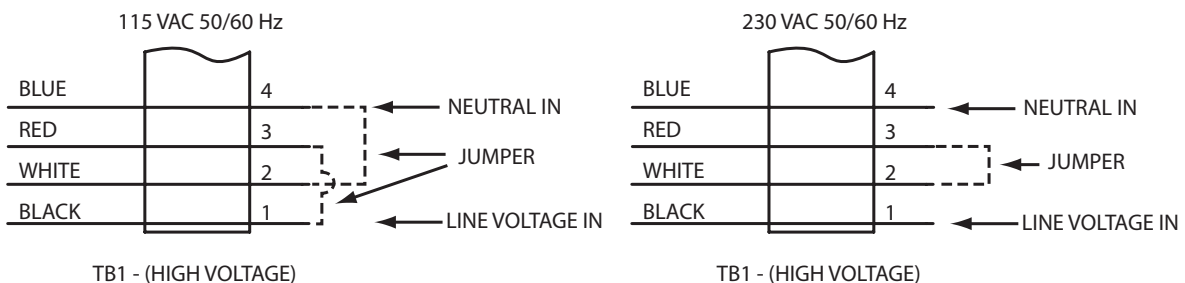 115 VAC 50/60 Hz
BLUE
4
NEUTRAL IN
RED
3
JUMPER
WHITE
2
BLACK
1
LINE VOLTAGE IN
TB1 - (HIGH VOLTAGE)
230 VAC 50/60 Hz
BLUE
4
NEUTRAL IN
RED
3
JUMPER
WHITE
2
BLACK
1
LINE VOLTAGE IN
TB1 - (HIGH VOLTAGE)